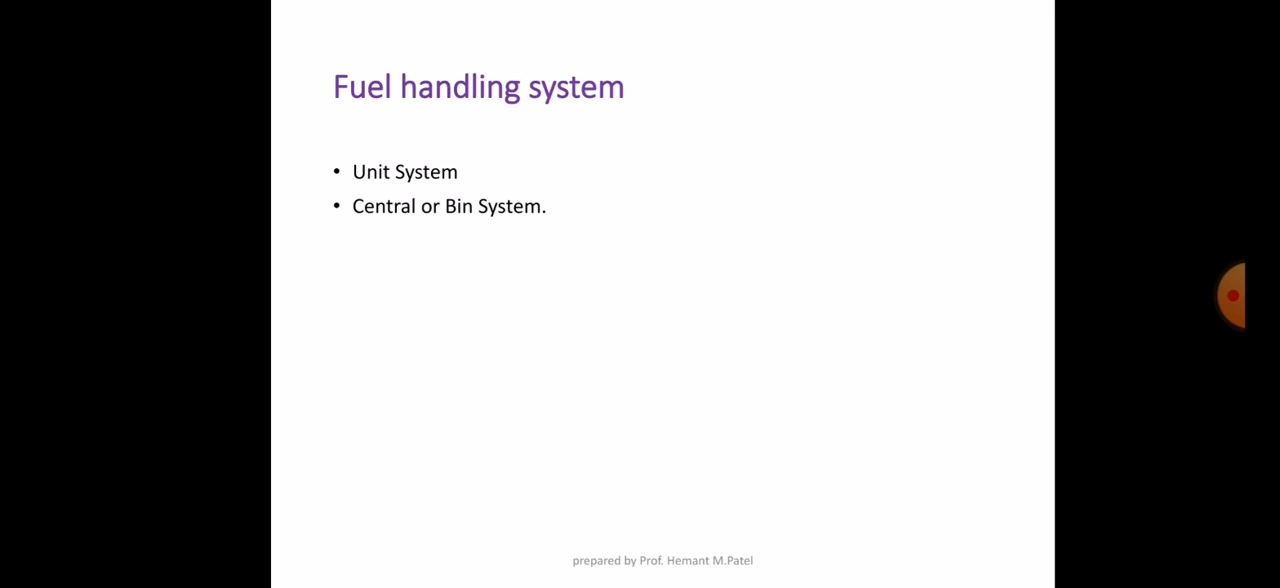 Fuel handling system
• Unit System
• Central or Bin System.
prepared by Prof. Hemant M.Patel